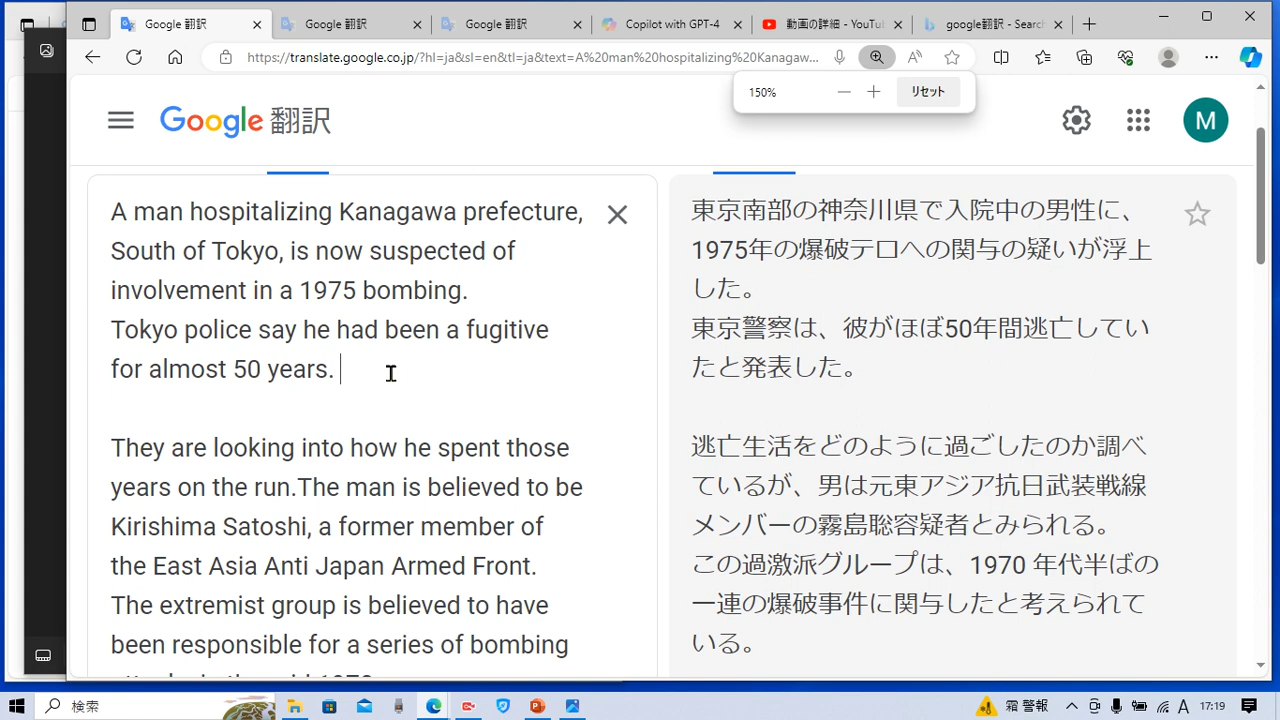 Google 翻訳
Google 翻訳
Google 翻訳
Copilot with GPT-4
動画の詳細 - YouTu
google翻訳 - Search
https://translate.google.co.jp/?hl=ja&sl=en&tl=ja&text=A%20man%20hospitalizing%20Kanagaw...
150%
リセット
Google 翻訳
M
A man hospitalizing Kanagawa prefecture,
South of Tokyo, is now suspected of
involvement in a 1975 bombing.
Tokyo police say he had been a fugitive
for almost 50 years.
They are looking into how he spent those
years on the run.The man is believed to be
Kirishima Satoshi, a former member of
the East Asia Anti Japan Armed Front.
The extremist group is believed to have
been responsible for a series of bombing
東京南部の神奈川県で入院中の男性に、
1975年の爆破テロへの関与の疑いが浮上
した。
東京警察は、彼がほぼ50年間逃亡してい
たと発表した。
逃亡生活をどのように過ごしたのか調べ
ているが、男は元東アジア抗日武装戦線
メンバーの霧島聡容疑者とみられる。
この過激派グループは、1970 年代半ばの
一連の爆破事件に関与したと考えられて
いる。
検索
霜 警報
A
17:19